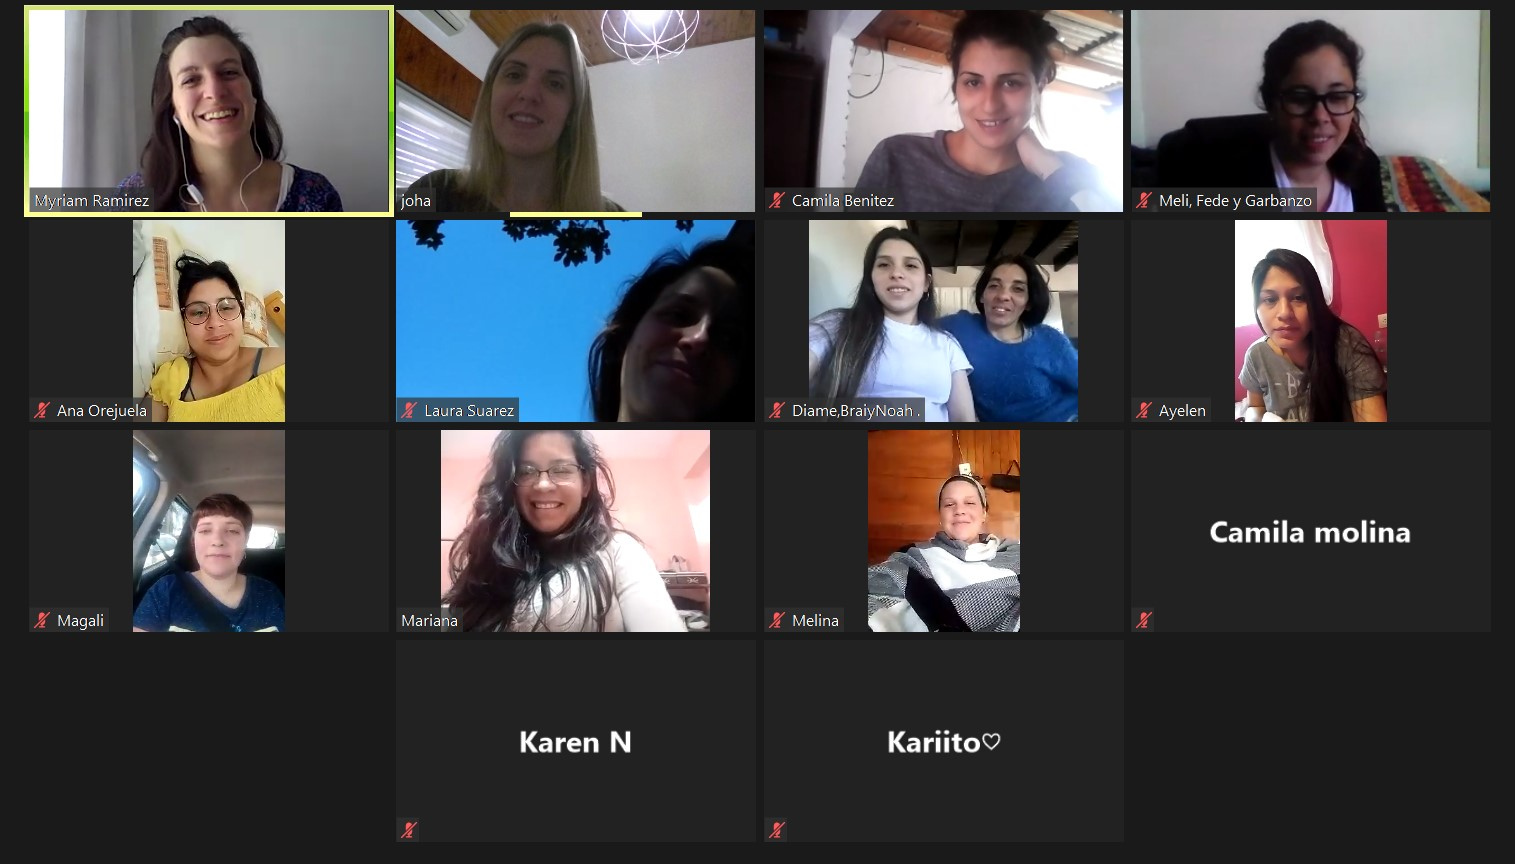 Myriam Ramirez
joha
Camila Benitez
Meli, Fede y Garbanzo
Ana Orejuela
Laura Suarez
Diame,BraiyNoah .
Ayelen
Magali
Mariana
Melina
Camila molina
Karen N
Kariito♡